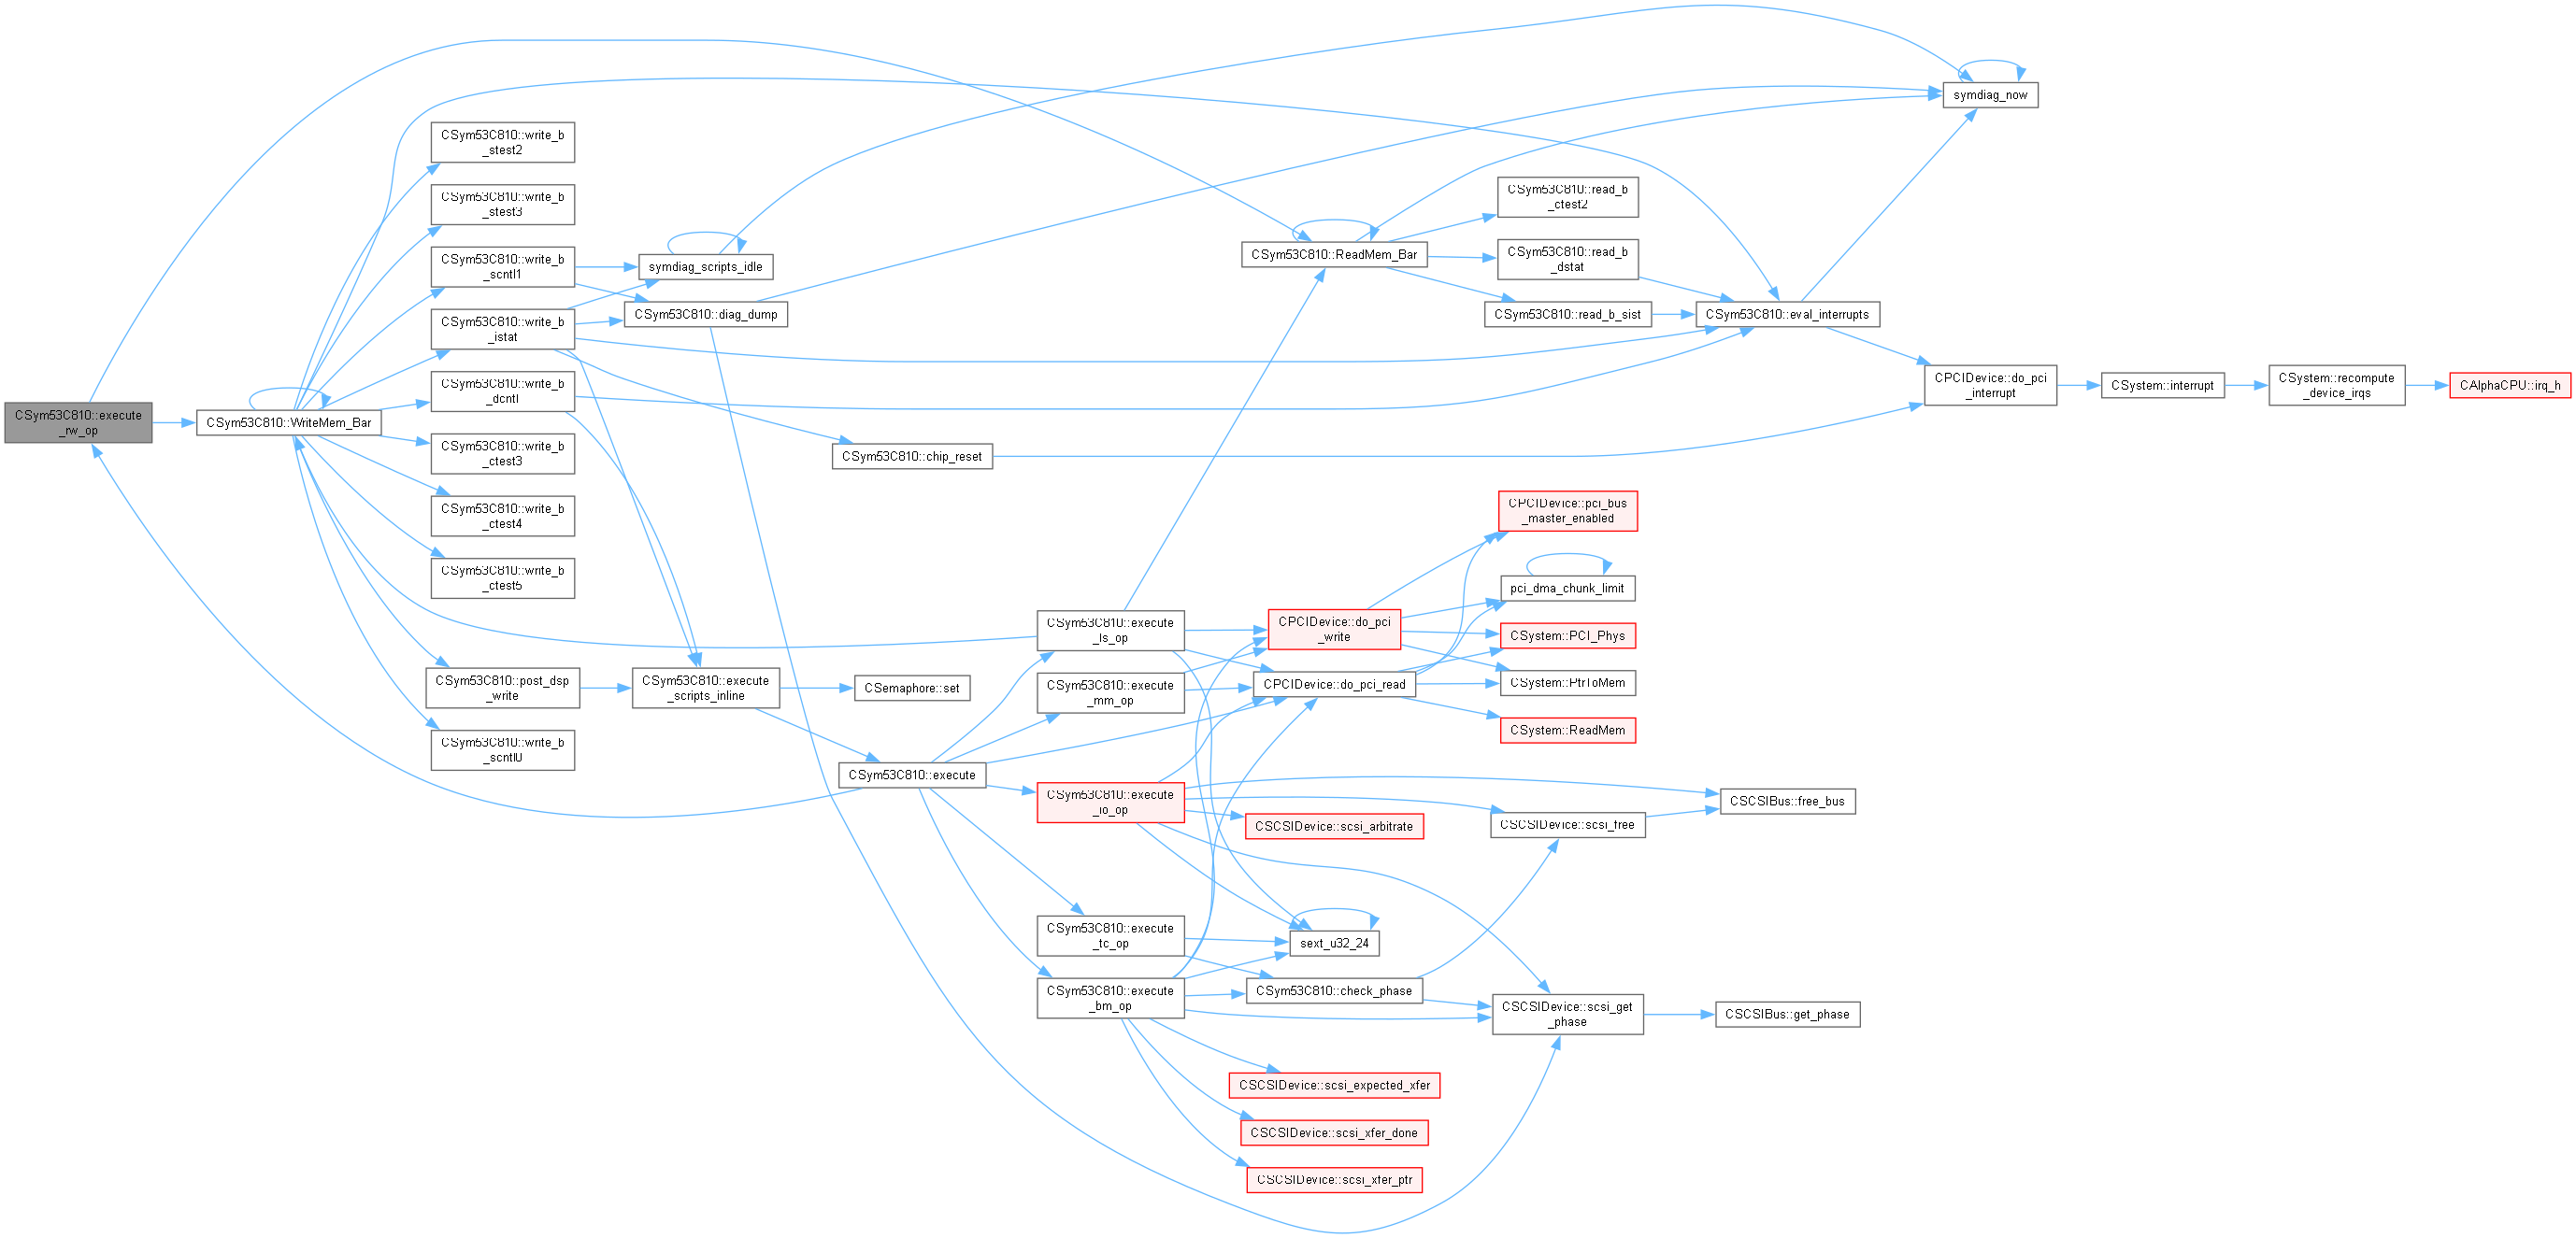 CSym53C810::execute
_rw_op
CSym53C810::WriteMem_Bar
CSym53C810::write_b
_stest2
CSym53C810::write_b
_stest3
CSym53C810::write_b
_scntl1
CSym53C810::write_b
_istat
CSym53C810::write_b
_dcntl
CSym53C810::write_b
_ctest3
CSym53C810::write_b
_ctest4
CSym53C810::write_b
_ctest5
CSym53C810::post_dsp
_write
CSym53C810::write_b
_scntl0
symdiag_scripts_idle
CSym53C810::diag_dump
CSym53C810::execute
_scripts_inline
CSym53C810::chip_reset
CSemaphore::set
CSym53C810::execute
CSym53C810::execute
_ls_op
CSym53C810::execute
_mm_op
CSym53C810::execute
_io_op
CSym53C810::execute
_tc_op
CSym53C810::execute
_bm_op
CSym53C810::ReadMem_Bar
CPCIDevice::do_pci
_write
CPCIDevice::do_pci_read
CSCSIDevice::scsi_arbitrate
sext_u32_24
CSym53C810::check_phase
CSCSIDevice::scsi_expected_xfer
CSCSIDevice::scsi_xfer_done
CSCSIDevice::scsi_xfer_ptr
CSym53C810::read_b
_ctest2
CSym53C810::read_b
_dstat
CSym53C810::read_b_sist
CPCIDevice::pci_bus
_master_enabled
pci_dma_chunk_limit
CSystem::PCI_Phys
CSystem::PtrToMem
CSystem::ReadMem
CSCSIDevice::scsi_free
CSCSIDevice::scsi_get
_phase
CSym53C810::eval_interrupts
CSCSIBus::free_bus
CSCSIBus::get_phase
symdiag_now
CPCIDevice::do_pci
_interrupt
CSystem::interrupt
CSystem::recompute
_device_irqs
CAlphaCPU::irq_h